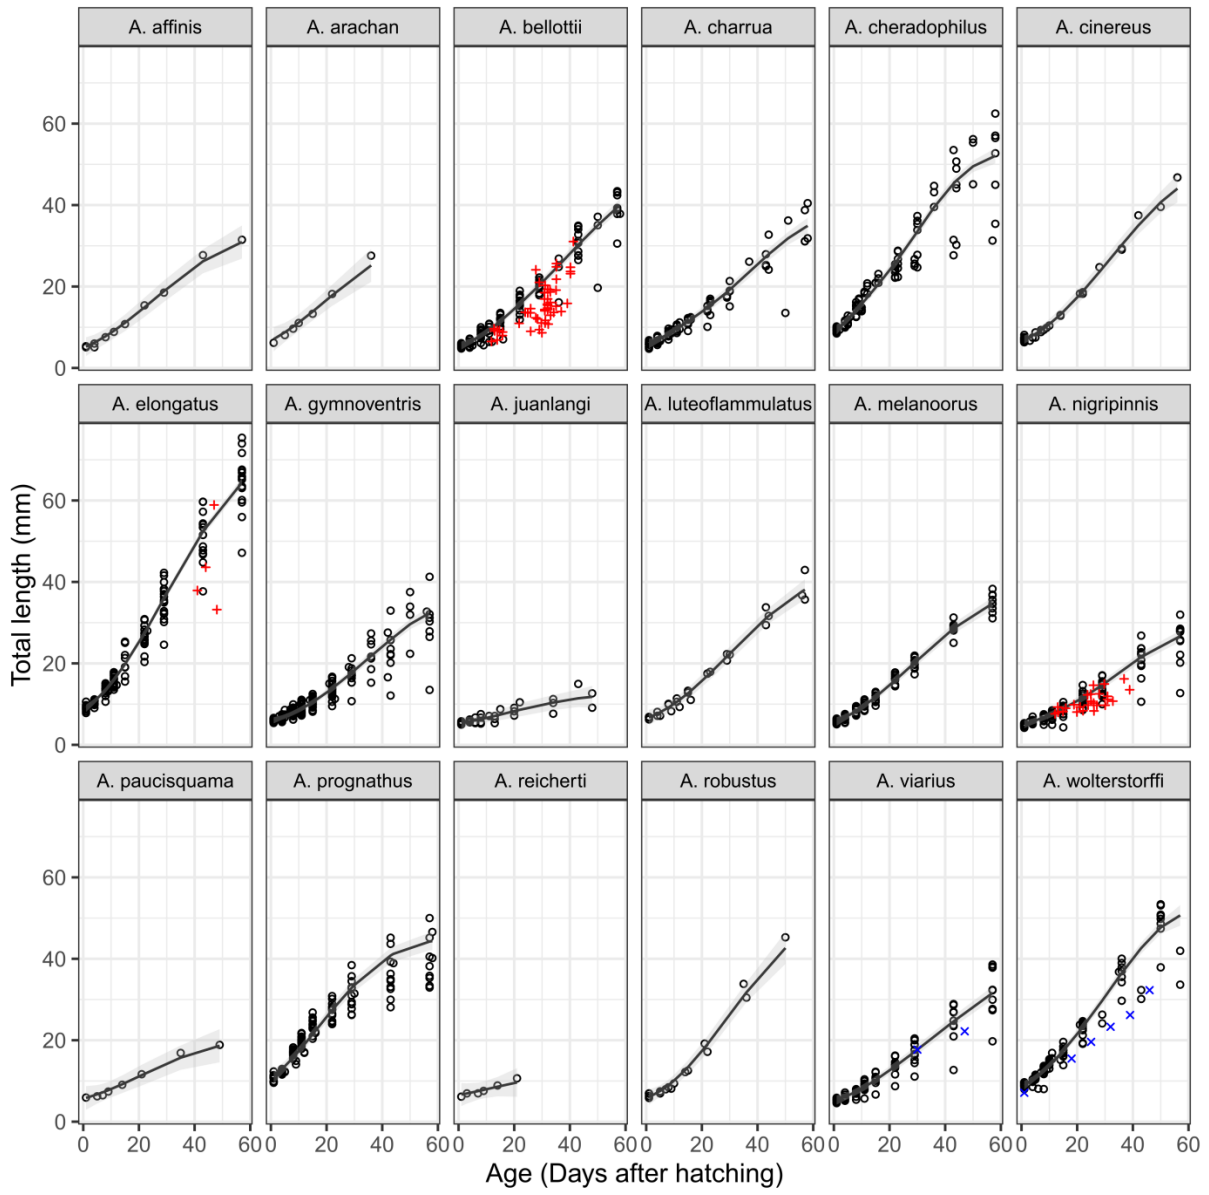 A. affinis A. arachan A. bellottii A. charrua A. cheradophilus A. cinereus
60
40
20
0
A. elongatus A. gymnoventris A. juanlangi A. luteoflammulatus A. melanoorus A. nigripinnis
Total length (mm)
60
40
20
0
A. paucisquama A. prognathus A. reicherti A. robustus A. viarius A. wolterstorffi
60
40
20
0
0 20 40 60 0 20 40 60 0 20 40 60 0 20 40 60 0 20 40 60 0 20 40 60
Age (Days after hatching)